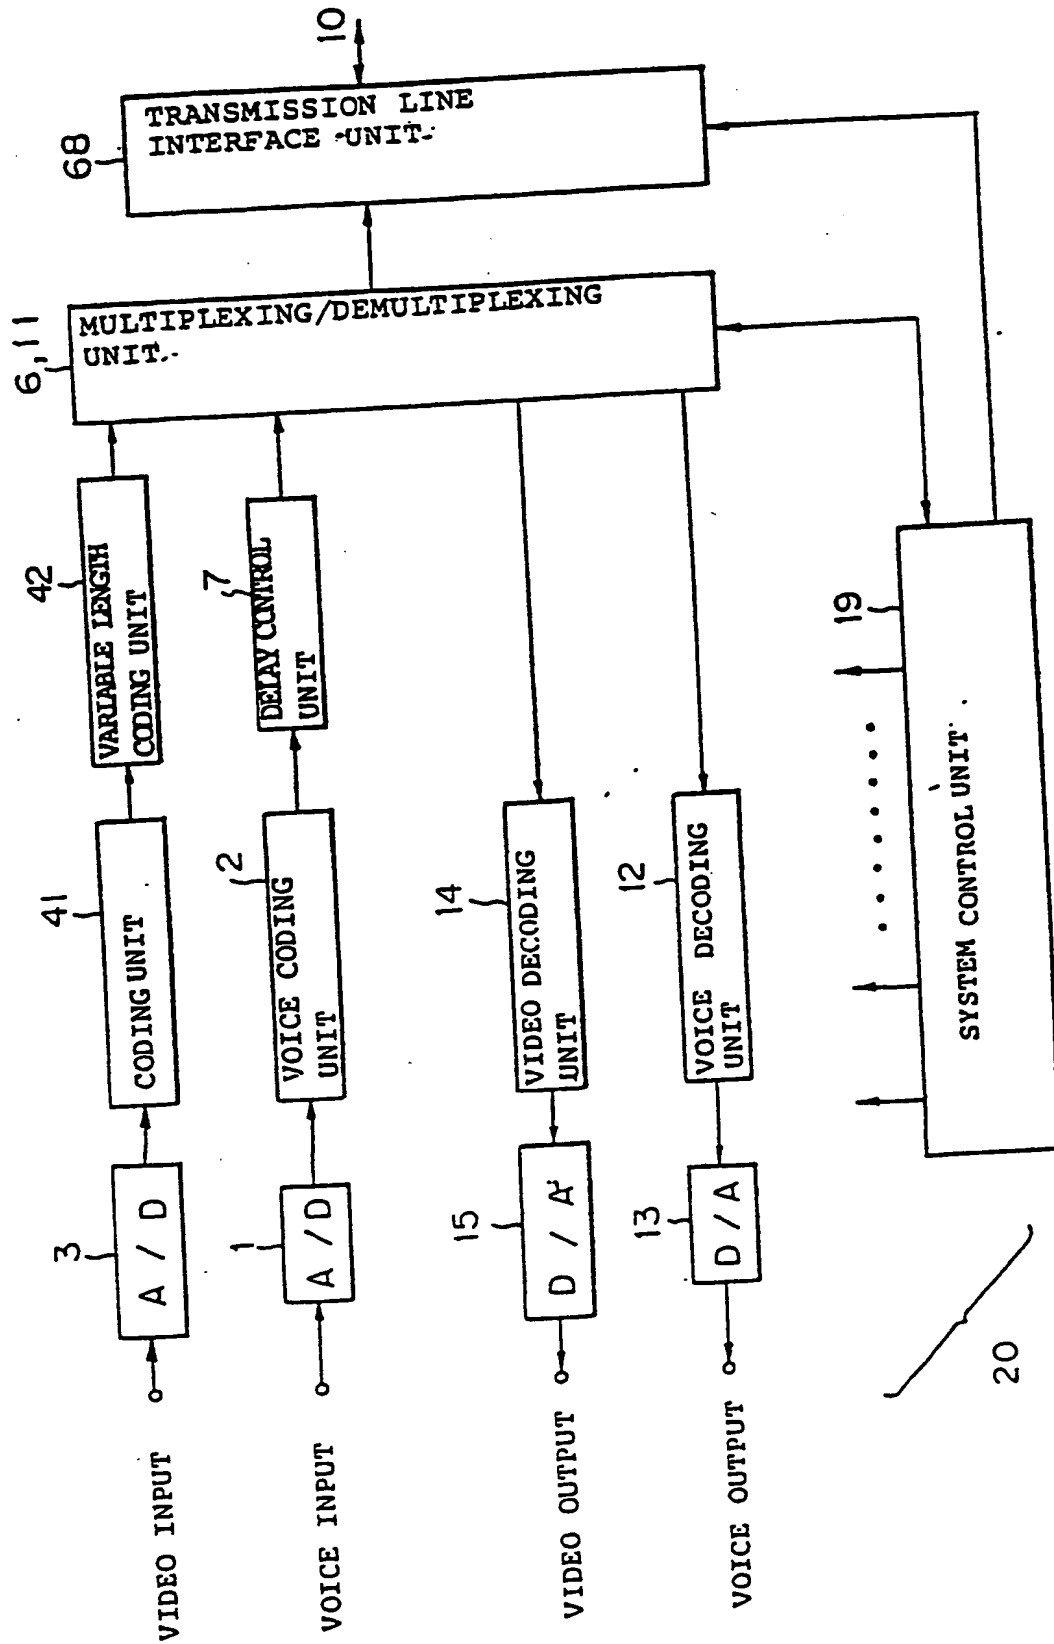 VIDEO INPUT
3
A / D
41
CODING UNIT
42
VARIABLE LENGTH
CODING UNIT
6,11
MULTIPLEXING/DEMULTIPLEXING
UNIT.
68
TRANSMISSION LINE
INTERFACE UNIT.
10
VOICE INPUT
1
A / D
2
VOICE CODING
UNIT
7
DELAY CONTROL
UNIT
VIDEO OUTPUT
15
D / A
14
VIDEO DECODING
UNIT
VOICE OUTPUT
13
D / A
12
VOICE DECODING
UNIT
19
SYSTEM CONTROL UNIT
20